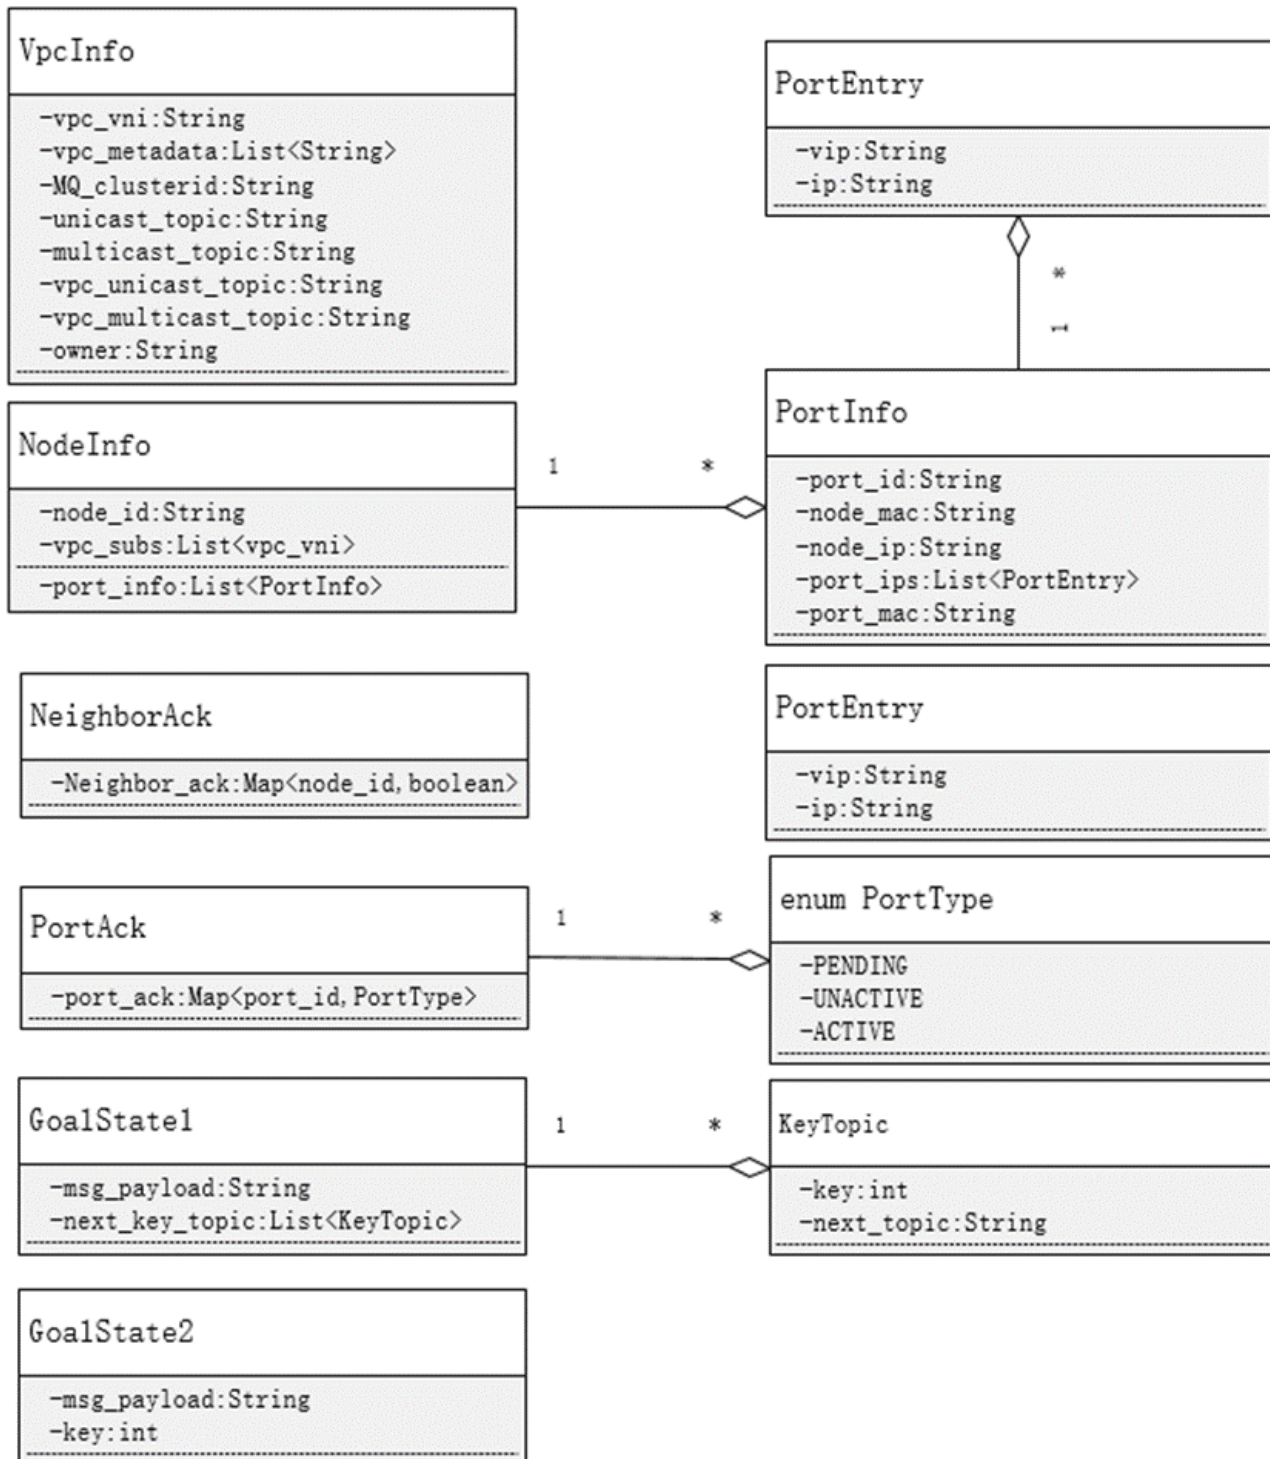 VpcInfo
-vpc_vni:String
-vpc_metadata:List<String>
-MQ_clusterid:String
-unicast_topic:String
-multicast_topic:String
-vpc_unicast_topic:String
-vpc_multicast_topic:String
-owner:String
PortEntry
-vip:String
-ip:String
*
1
NodeInfo
-node_id:String
-vpc_subs:List<vpc_vni>
-port_info:List<PortInfo>
1
*
PortInfo
-port_id:String
-node_mac:String
-node_ip:String
-port_ips:List<PortEntry>
-port_mac:String
NeighborAck
-Neighbor_ack:Map<node_id,boolean>
PortEntry
-vip:String
-ip:String
PortAck
-port_ack:Map<port_id,PortType>
1
*
enum PortType
-PENDING
-UNACTIVE
-ACTIVE
GoalState1
-msg_payload:String
-next_key_topic:List<KeyTopic>
1
*
KeyTopic
-key:int
-next_topic:String
GoalState2
-msg_payload:String
-key:int